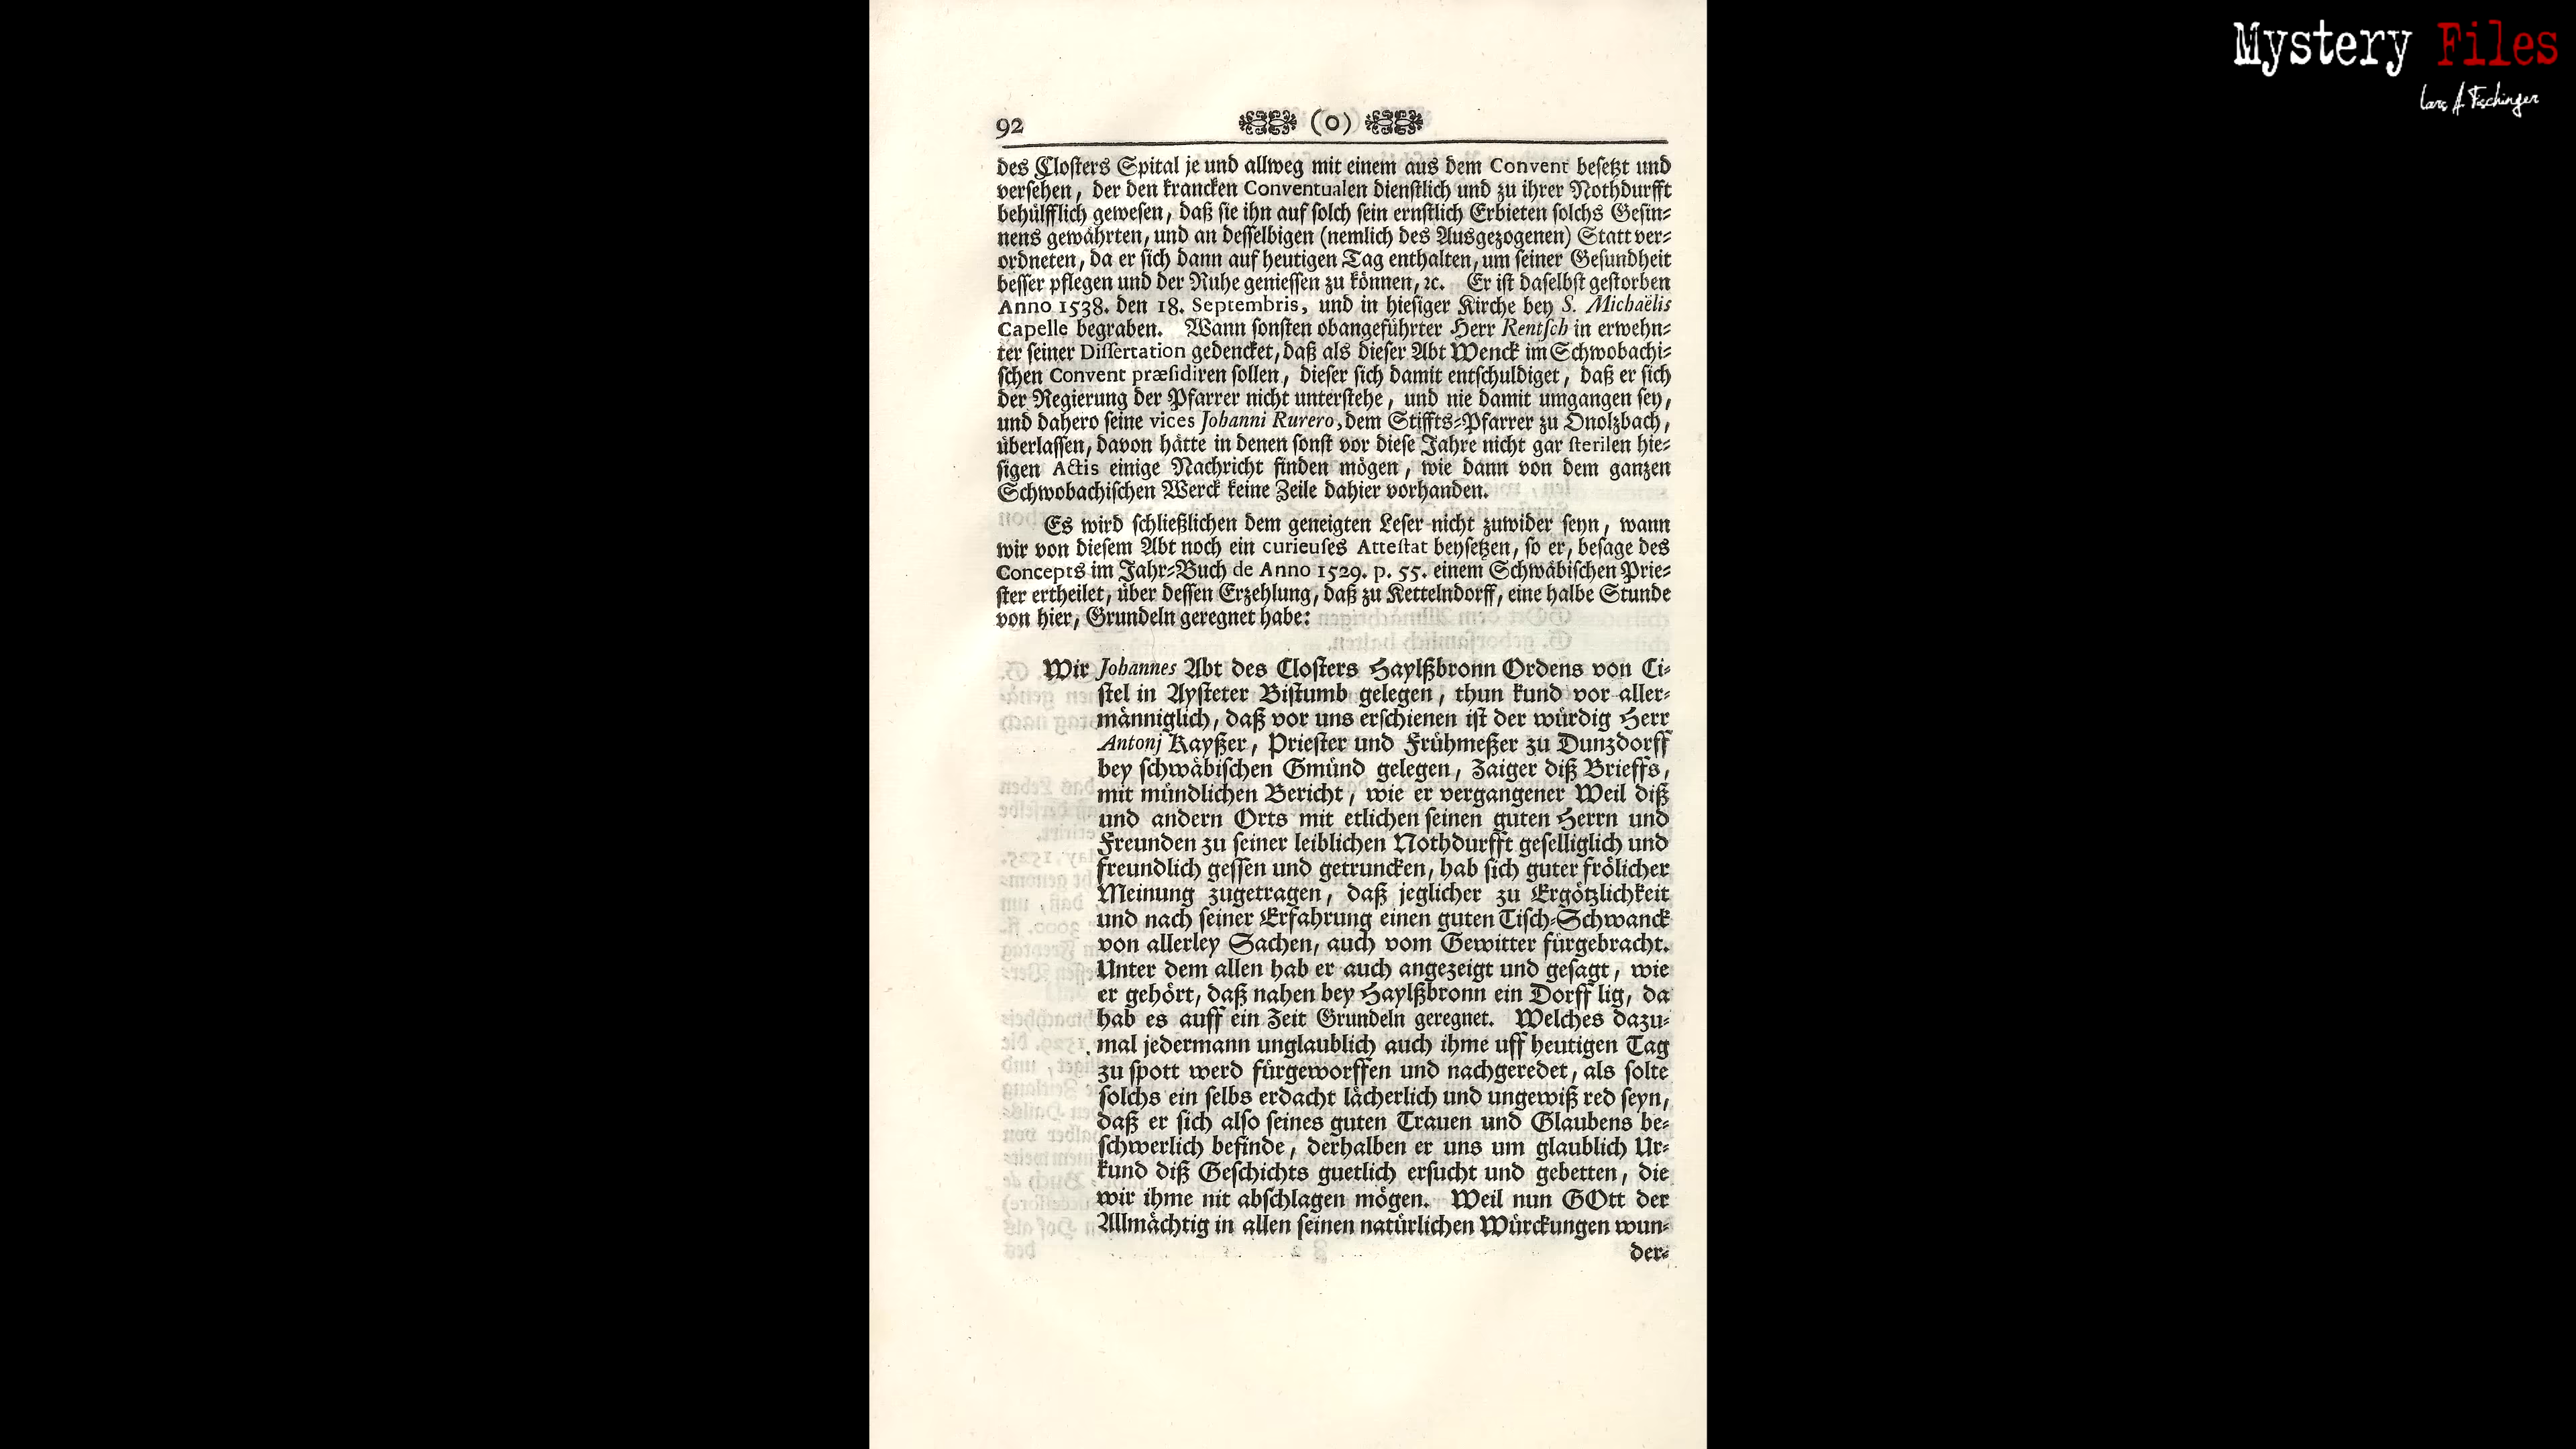 Mystery Files
Lars A. Fischinger
92 (O)
des Closters Spital je und allweg mit einem aus dem Convent besetzt und
versehen, der den krancken Conventualen dienstlich und zu ihrer Nothdurfft
behülfflich gewesen, daß sie ihn auf solch sein ernstlich Erbieten solchs Gesin-
nens gewährten, und an desselbigen (nemlich des Ausgezogenen) Statt ver-
ordneten, da er sich dann auf heutigen Tag enthalten, um seiner Gesundheit
besser pflegen und der Ruhe geniessen zu können, ꝛc. Er ist daselbst gestorben
Anno 1538. den 18. Septembris, und in hiesiger Kirche bey S. Michaëlis
Capelle begraben. Wann sonsten obangeführter Herr Rentsch in erwehn-
ter seiner Dissertation gedencket, daß als dieser Abt Wenck im Schwobachi-
schen Convent præsidiren sollen, dieser sich damit entschuldiget, daß er sich
der Regierung der Pfarrer nicht unterstehe, und nie damit umgangen sey,
und dahero seine vices Johanni Rurero, dem Stiffts-Pfarrer zu Onolzbach,
überlassen, davon hätte in denen sonst vor diese Jahre nicht gar sterilen hie-
sigen Actis einige Nachricht finden mögen, wie dann von dem ganzen
Schwobachischen Werck keine Zeile dahier vorhanden.
Es wird schließlichen dem geneigten Leser nicht zuwider seyn, wann
wir von diesem Abt noch ein curieuses Attestat beysetzen, so er, besage des
Concepts im Jahr-Buch de Anno 1529. p. 55. einem Schwäbischen Prie-
ster ertheilet, über dessen Erzehlung, daß zu Ketteldorff, eine halbe Stunde
von hier, Grundeln geregnet habe:
Wir Johannes Abt des Closters Haylßbronn Ordens von Ci-
stel in Aysteter Bistumb gelegen, thun kund vor aller-
männiglich, daß vor uns erschienen ist der würdig Herr
Antonj Kayßer, Priester und Frühmeßer zu Dunzdorff
bey schwäbischen Gmünd gelegen, Zaiger diß Brieffs,
mit mündlichen Bericht, wie er vergangener Weil diß
und andern Orts mit etlichen seinen guten Herrn und
Freunden zu seiner leiblichen Nothdurfft geselliglich und
freundlich gessen und getruncken, hab sich guter frölicher
Meinung zugetragen, daß jeglicher zu Ergötzlichkeit
und nach seiner Erfahrung einen guten Tisch-Schwanck
von allerley Sachen, auch vom Gewitter fürgebracht.
Unter dem allen hab er auch angezeigt und gesagt, wie
er gehört, daß nahen bey Haylßbronn ein Dorff lig, da
hab es auff ein Zeit Grundeln geregnet. Welches dazu-
mal jedermann unglaublich auch ihme uff heutigen Tag
zu spott werd fürgeworffen und nachgeredet, als solte
solchs ein selbs erdacht lächerlich und ungewiß red seyn,
daß er sich also seines guten Trauen und Glaubens be-
schwerlich befinde, derhalben er uns um glaublich Ur-
kund diß Geschichts guetlich ersucht und gebetten, die
wir ihme nit abschlagen mögen. Weil nun GOtt der
Allmächtig in allen seinen natürlichen Würckungen wun-
der-